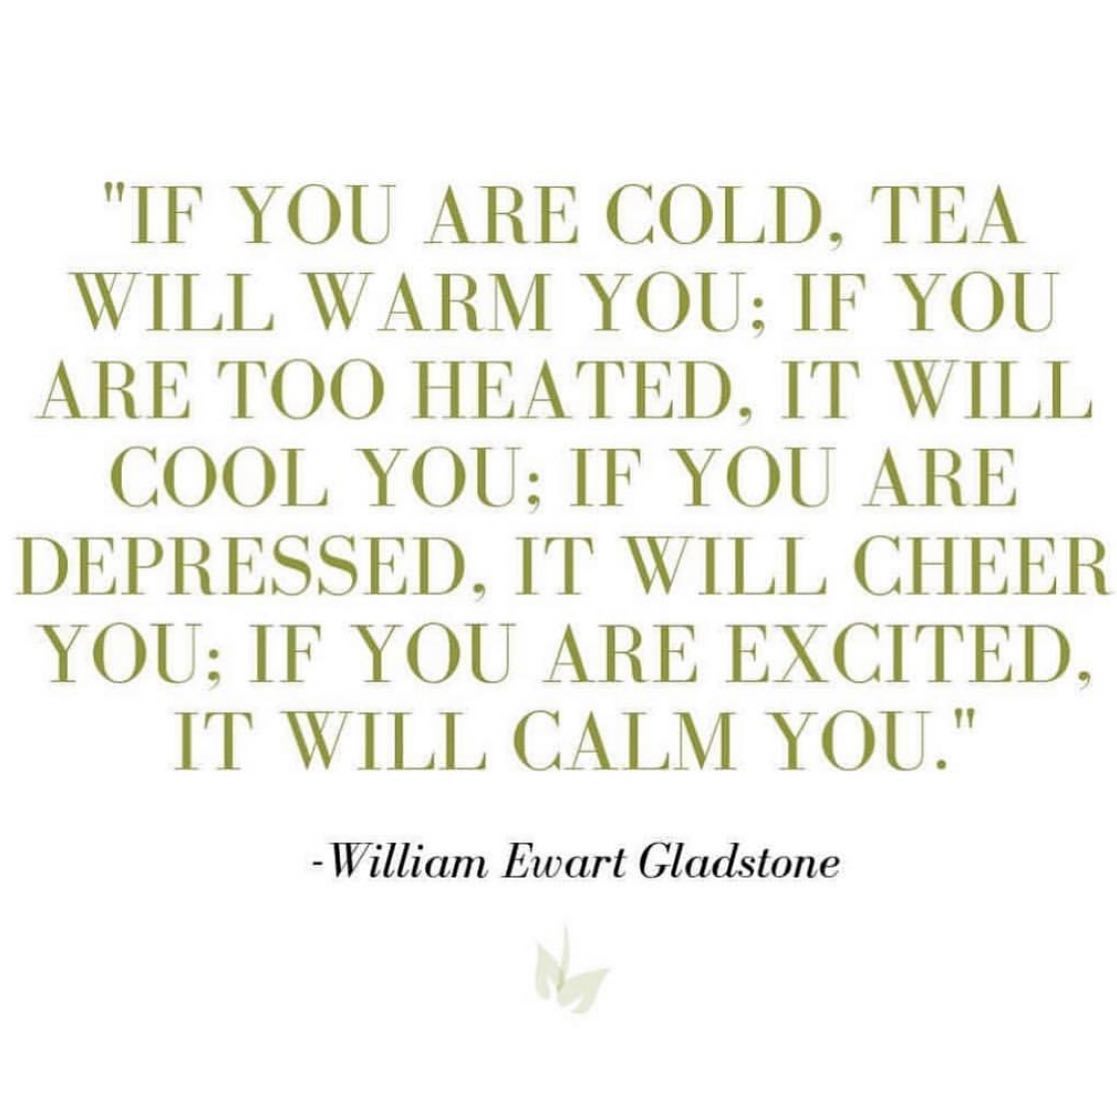 "IF YOU ARE COLD, TEA
WILL WARM YOU; IF YOU
ARE TOO HEATED, IT WILL
COOL YOU; IF YOU ARE
DEPRESSED, IT WILL CHEER
YOU; IF YOU ARE EXCITED,
IT WILL CALM YOU."
-William Ewart Gladstone